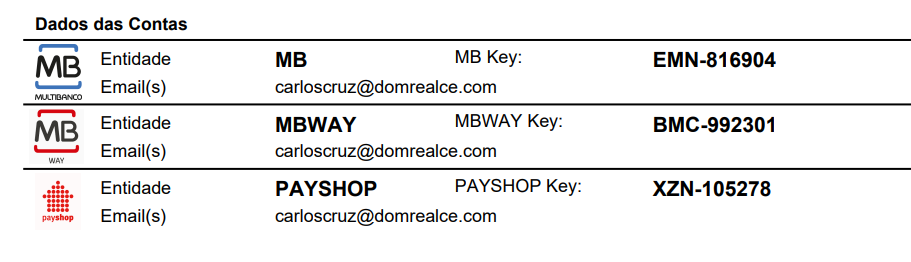 Dados das Contas
MB
MULTIBANCO
Entidade MB MB Key: EMN-816904
Email(s) carloscruz@domrealce.com
MB
WAY
Entidade MBWAY MBWAY Key: BMC-992301
Email(s) carloscruz@domrealce.com
payshop
Entidade PAYSHOP PAYSHOP Key: XZN-105278
Email(s) carloscruz@domrealce.com